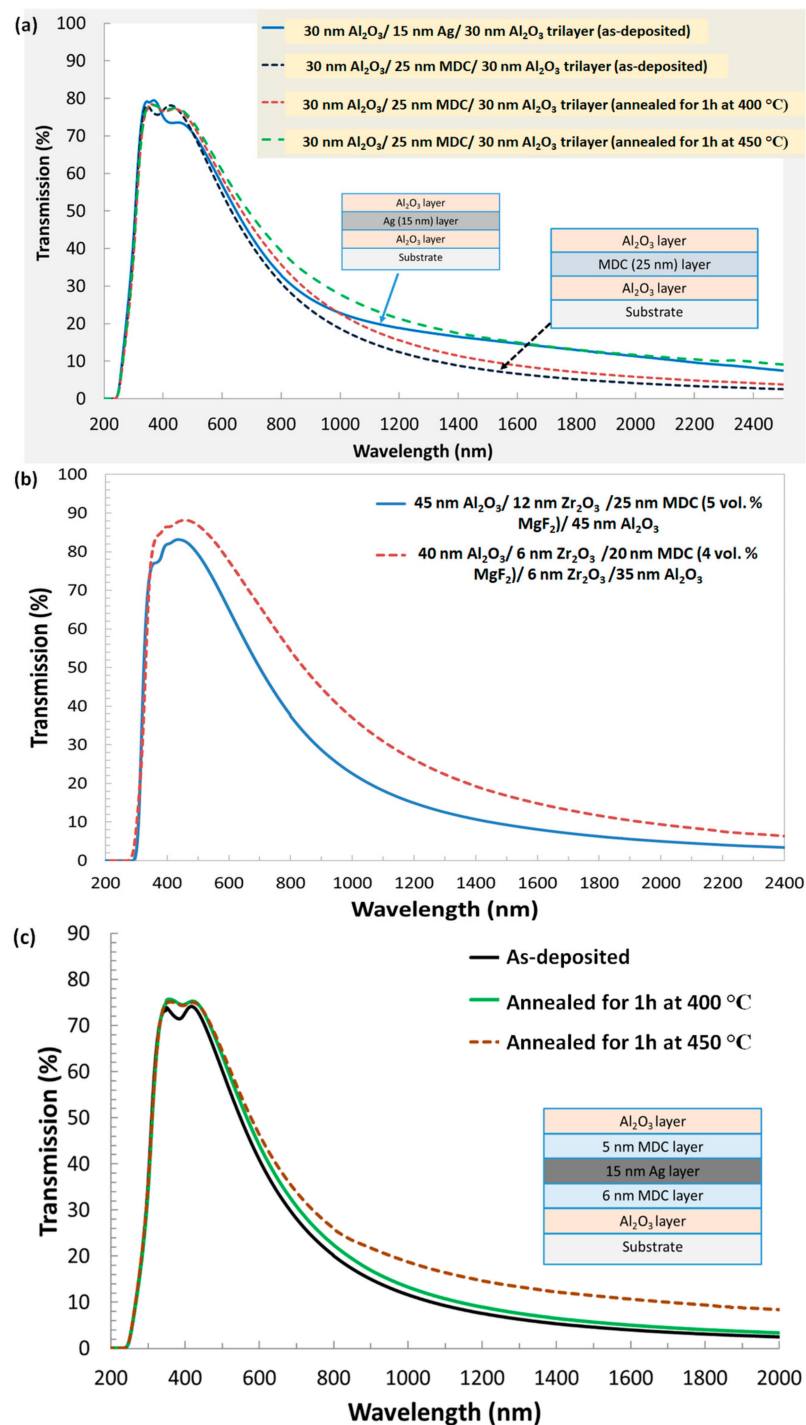 (a)
30 nm Al₂O₃/ 15 nm Ag/ 30 nm Al₂O₃ trilayer (as-deposited)
30 nm Al₂O₃/ 25 nm MDC/ 30 nm Al₂O₃ trilayer (as-deposited)
30 nm Al₂O₃/ 25 nm MDC/ 30 nm Al₂O₃ trilayer (annealed for 1h at 400 °C)
30 nm Al₂O₃/ 25 nm MDC/ 30 nm Al₂O₃ trilayer (annealed for 1h at 450 °C)
Transmission (%)
100
90
80
70
60
50
40
30
20
10
0
Al₂O₃ layer
Ag (15 nm) layer
Al₂O₃ layer
Substrate
Al₂O₃ layer
MDC (25 nm) layer
Al₂O₃ layer
Substrate
200 400 600 800 1000 1200 1400 1600 1800 2000 2200 2400
Wavelength (nm)
(b)
45 nm Al₂O₃/ 12 nm Zr₂O₃ /25 nm MDC (5 vol. %
MgF₂)/ 45 nm Al₂O₃
40 nm Al₂O₃/ 6 nm Zr₂O₃ /20 nm MDC (4 vol. %
MgF₂)/ 6 nm Zr₂O₃ /35 nm Al₂O₃
Transmission (%)
100
90
80
70
60
50
40
30
20
10
0
200 400 600 800 1000 1200 1400 1600 1800 2000 2200 2400
Wavelength (nm)
(c)
As-deposited
Annealed for 1h at 400 °C
Annealed for 1h at 450 °C
Transmission (%)
90
80
70
60
50
40
30
20
10
0
Al₂O₃ layer
5 nm MDC layer
15 nm Ag layer
6 nm MDC layer
Al₂O₃ layer
Substrate
200 400 600 800 1000 1200 1400 1600 1800 2000
Wavelength (nm)